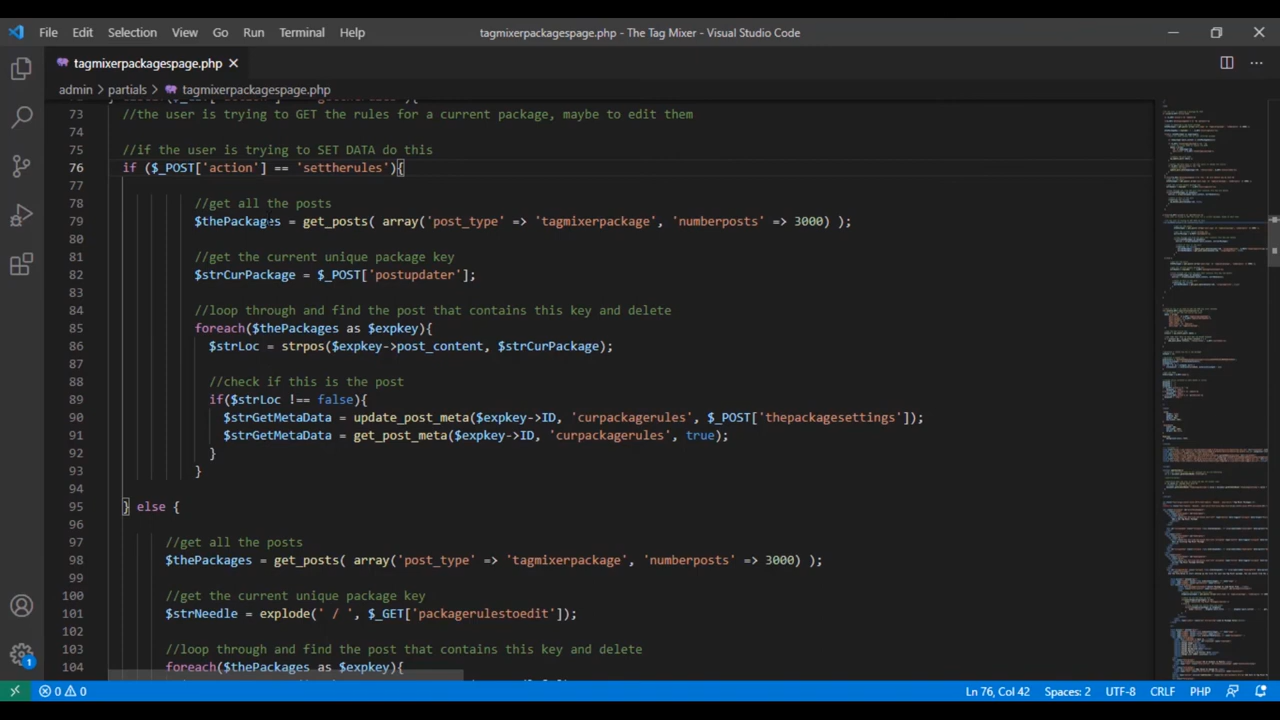 File Edit Selection View Go Run Terminal Help
tagmixerpackagespage.php - The Tag Mixer - Visual Studio Code
tagmixerpackagespage.php
admin > partials > tagmixerpackagespage.php
73 //the user is trying to GET the rules for a current package, maybe to edit them
74
75 //if the user is trying to SET DATA do this
76 if ($_POST['action'] == 'settherules'){
77
78 //get all the posts
79 $thePackages = get_posts( array('post_type' => 'tagmixerpackage', 'numberposts' => 3000) );
80
81 //get the current unique package key
82 $strCurPackage = $_POST['postupdater'];
83
84 //loop through and find the post that contains this key and delete
85 foreach($thePackages as $expkey){
86 $strLoc = strpos($expkey->post_content, $strCurPackage);
87
88 //check if this is the post
89 if($strLoc !== false){
90 $strGetMetaData = update_post_meta($expkey->ID, 'curpackagerules', $_POST['thepackagesettings']);
91 $strGetMetaData = get_post_meta($expkey->ID, 'curpackagerules', true);
92 }
93 }
94
95 } else {
96
97 //get all the posts
98 $thePackages = get_posts( array('post_type' => 'tagmixerpackage', 'numberposts' => 3000) );
99
100 //get the current unique package key
101 $strNeedle = explode(' / ', $_GET['packagerulesedit']);
102
103 //loop through and find the post that contains this key and delete
104 foreach($thePackages as $expkey){
1
0 0
Ln 76, Col 42 Spaces: 2 UTF-8 CRLF PHP